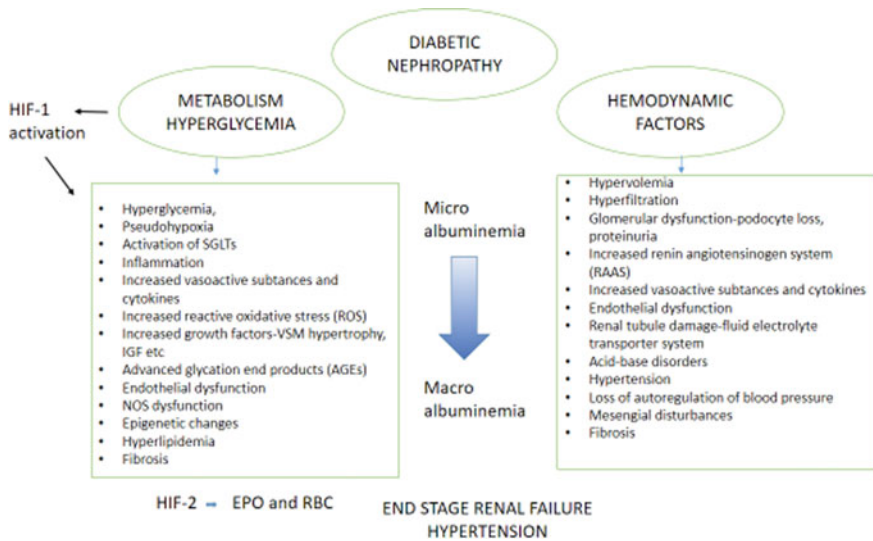 DIABETIC
NEPHROPATHY
HIF-1
activation
METABOLISM
HYPERGLYCEMIA
HEMODYNAMIC
FACTORS
• Hyperglycemia,
• Pseudohypoxia
• Activation of SGLTs
• Inflammation
• Increased vasoactive subtances and
cytokines
• Increased reactive oxidative stress (ROS)
• Increased growth factors-VSM hypertrophy,
IGF etc
• Advanced glycation end products (AGEs)
• Endothelial dysfunction
• NOS dysfunction
• Epigenetic changes
• Hyperlipidemia
• Fibrosis
Micro
albuminemia
Macro
albuminemia
• Hypervolemia
• Hyperfiltration
• Glomerular dysfunction-podocyte loss,
proteinuria
• Increased renin angiotensinogen system
(RAAS)
• Increased vasoactive subtances and cytokines
• Endothelial dysfunction
• Renal tubule damage-fluid electrolyte
transporter system
• Acid-base disorders
• Hypertension
• Loss of autoregulation of blood pressure
• Mesengial disturbances
• Fibrosis
HIF-2 ➡ EPO and RBC
END STAGE RENAL FAILURE
HYPERTENSION